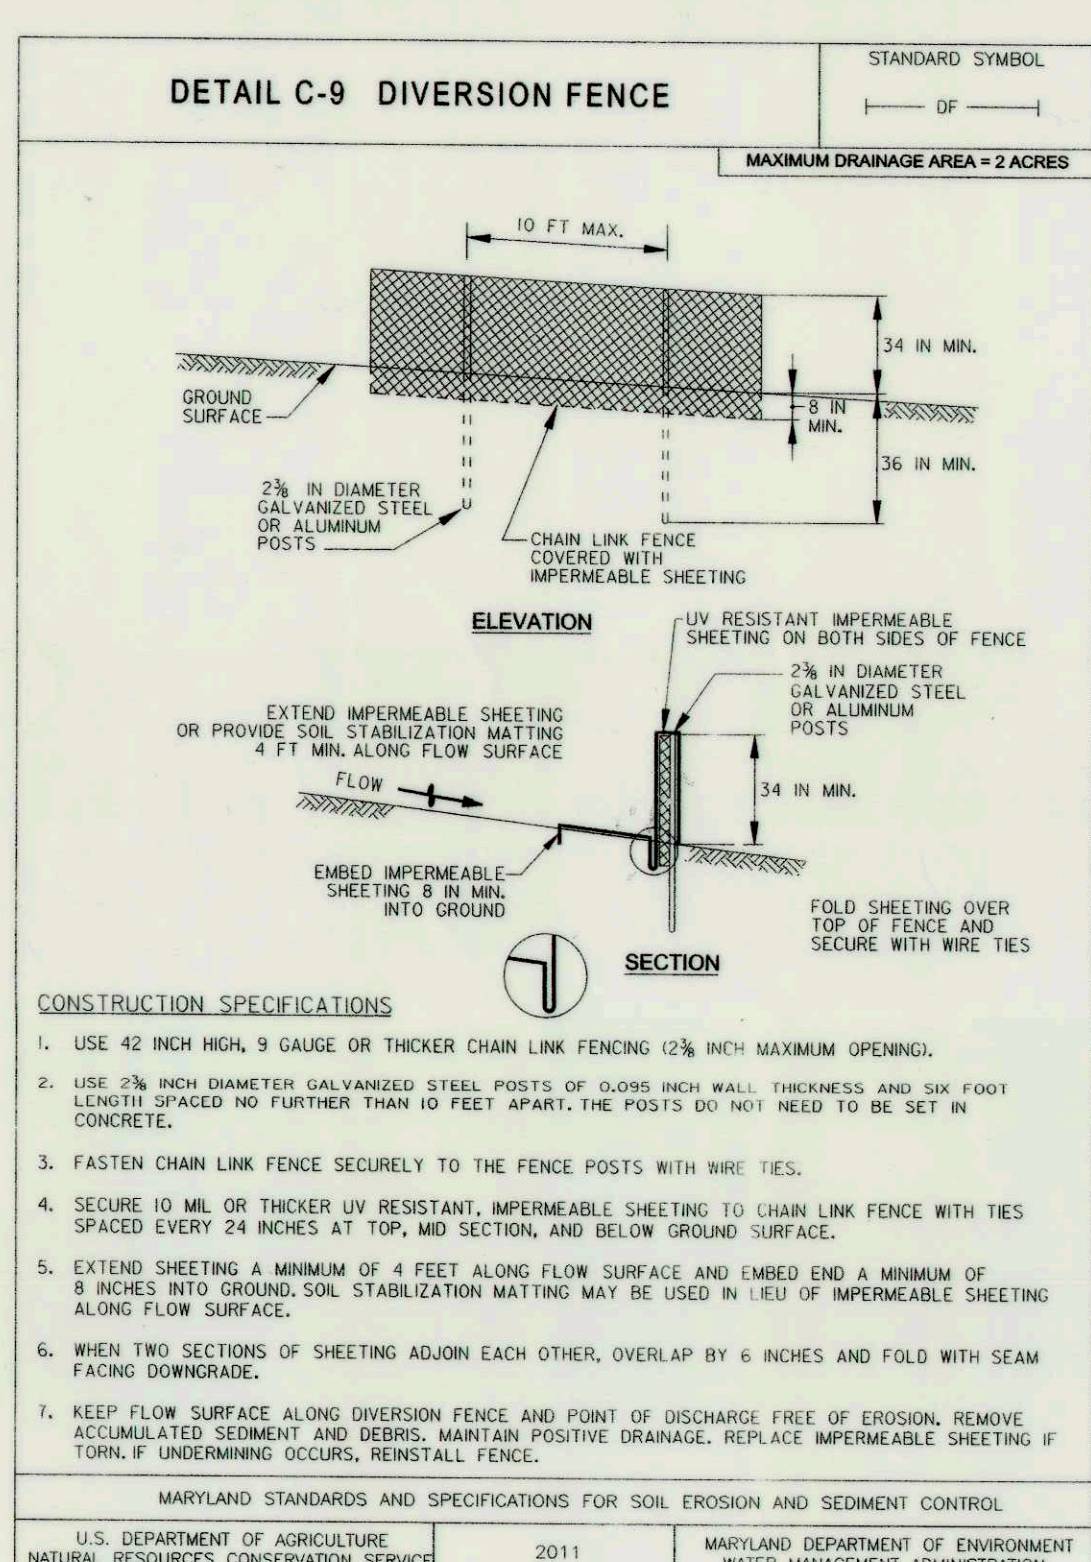 DETAIL C-9 DIVERSION FENCE
STANDARD SYMBOL
DF
MAXIMUM DRAINAGE AREA = 2 ACRES
10 FT MAX.
34 IN MIN.
GROUND
SURFACE
8 IN
MIN.
36 IN MIN.
2⅜ IN DIAMETER
GALVANIZED STEEL
OR ALUMINUM
POSTS
CHAIN LINK FENCE
COVERED WITH
IMPERMEABLE SHEETING
ELEVATION
UV RESISTANT IMPERMEABLE
SHEETING ON BOTH SIDES OF FENCE
2⅜ IN DIAMETER
GALVANIZED STEEL
OR ALUMINUM
POSTS
EXTEND IMPERMEABLE SHEETING
OR PROVIDE SOIL STABILIZATION MATTING
4 FT MIN. ALONG FLOW SURFACE
FLOW
34 IN MIN.
EMBED IMPERMEABLE
SHEETING 8 IN MIN.
INTO GROUND
FOLD SHEETING OVER
TOP OF FENCE AND
SECURE WITH WIRE TIES
SECTION
CONSTRUCTION SPECIFICATIONS
1. USE 42 INCH HIGH, 9 GAUGE OR THICKER CHAIN LINK FENCING (2⅜ INCH MAXIMUM OPENING).
2. USE 2⅜ INCH DIAMETER GALVANIZED STEEL POSTS OF 0.095 INCH WALL THICKNESS AND SIX FOOT
LENGTH SPACED NO FURTHER THAN 10 FEET APART. THE POSTS DO NOT NEED TO BE SET IN
CONCRETE.
3. FASTEN CHAIN LINK FENCE SECURELY TO THE FENCE POSTS WITH WIRE TIES.
4. SECURE 10 MIL OR THICKER UV RESISTANT, IMPERMEABLE SHEETING TO CHAIN LINK FENCE WITH TIES
SPACED EVERY 24 INCHES AT TOP, MID SECTION, AND BELOW GROUND SURFACE.
5. EXTEND SHEETING A MINIMUM OF 4 FEET ALONG FLOW SURFACE AND EMBED END A MINIMUM OF
8 INCHES INTO GROUND. SOIL STABILIZATION MATTING MAY BE USED IN LIEU OF IMPERMEABLE SHEETING
ALONG FLOW SURFACE.
6. WHEN TWO SECTIONS OF SHEETING ADJOIN EACH OTHER, OVERLAP BY 6 INCHES AND FOLD WITH SEAM
FACING DOWNGRADE.
7. KEEP FLOW SURFACE ALONG DIVERSION FENCE AND POINT OF DISCHARGE FREE OF EROSION. REMOVE
ACCUMULATED SEDIMENT AND DEBRIS. MAINTAIN POSITIVE DRAINAGE. REPLACE IMPERMEABLE SHEETING IF
TORN. IF UNDERMINING OCCURS, REINSTALL FENCE.
MARYLAND STANDARDS AND SPECIFICATIONS FOR SOIL EROSION AND SEDIMENT CONTROL
U.S. DEPARTMENT OF AGRICULTURE
NATURAL RESOURCES CONSERVATION SERVICE
2011
MARYLAND DEPARTMENT OF ENVIRONMENT
WATER MANAGEMENT ADMINISTRATION